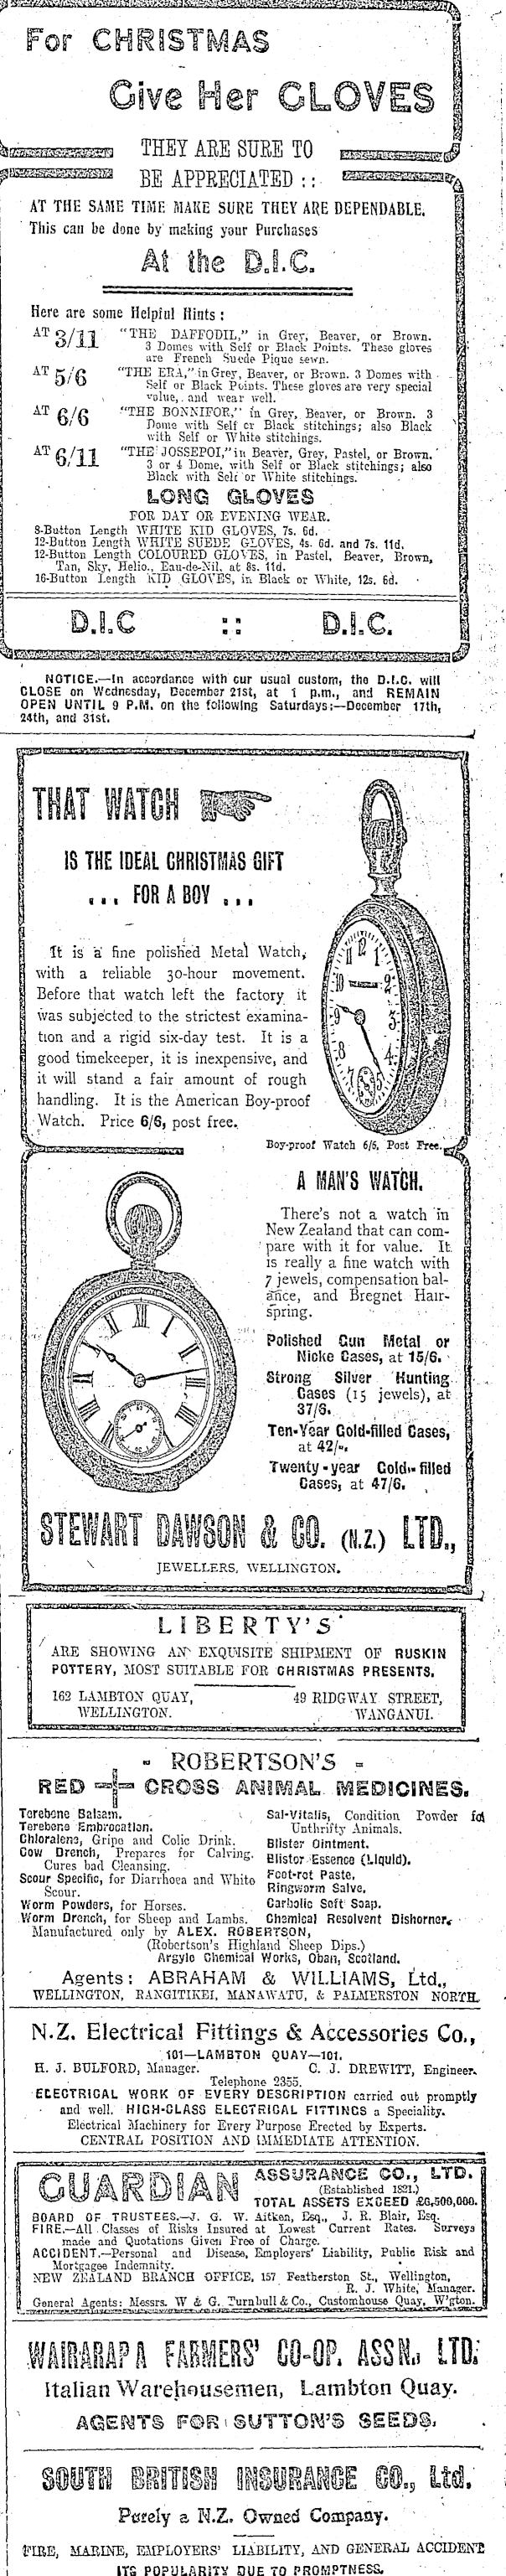 For CHRISTMAS
Give Her GLOVES
THEY ARE SURE TO
BE APPRECIATED ::
AT THE SAME TIME MAKE SURE THEY ARE DEPENDABLE.
This can be done by making your Purchases
At the D.I.C.
Here are some Helpful Hints:
AT 3/11 "THE DAFFODIL," in Grey, Beaver, or Brown.
3 Domes with Self or Black Points. These gloves
are French Suede Pique sewn.
AT 5/6 "THE ERA," in Grey, Beaver, or Brown. 3 Domes with
Self or Black Points. These gloves are very special
value, and wear well.
AT 6/6 "THE BONNIFOR," in Grey, Beaver, or Brown. 3
Dome with Self or Black stitchings; also Black
with Self or White stitchings.
AT 6/11 "THE JOSSEPOI," in Beaver, Grey, Pastel, or Brown.
3 or 4 Dome, with Self or Black stitchings; also
Black with Self or White stitchings.
LONG GLOVES
FOR DAY OR EVENING WEAR.
8-Button Length WHITE KID GLOVES, 7s. 6d.
12-Button Length WHITE SUEDE GLOVES, 4s. 6d. and 7s. 11d.
12-Button Length COLOURED GLOVES, in Pastel, Beaver, Brown,
Tan, Sky, Helio., Eau-de-Nil, at 8s. 11d.
16-Button Length KID GLOVES, in Black or White, 12s. 6d.
D.I.C :: D.I.C.
NOTICE.—In accordance with our usual custom, the D.I.C. will
CLOSE on Wednesday, December 21st, at 1 p.m., and REMAIN
OPEN UNTIL 9 P.M. on the following Saturdays:—December 17th,
24th, and 31st.
THAT WATCH
IS THE IDEAL CHRISTMAS GIFT
... FOR A BOY ...
It is a fine polished Metal Watch,
with a reliable 30-hour movement.
Before that watch left the factory it
was subjected to the strictest examina-
tion and a rigid six-day test. It is a
good timekeeper, it is inexpensive, and
it will stand a fair amount of rough
handling. It is the American Boy-proof
Watch. Price 6/6, post free.
Boy-proof Watch 6/6, Post Free.
A MAN'S WATCH.
There's not a watch in
New Zealand that can com-
pare with it for value. It
is really a fine watch with
7 jewels, compensation bal-
ance, and Bregnet Hair-
spring.
Polished Gun Metal or
Nicke Cases, at 15/6.
Strong Silver Hunting
Cases (15 jewels), at
37/6.
Ten-Year Gold-filled Cases,
at 42/-.
Twenty-year Gold-filled
Cases, at 47/6.
STEWART DAWSON & CO. (N.Z.) LTD.,
JEWELLERS, WELLINGTON.
LIBERTY'S
ARE SHOWING AN EXQUISITE SHIPMENT OF RUSKIN
POTTERY, MOST SUITABLE FOR CHRISTMAS PRESENTS.
162 LAMBTON QUAY,
WELLINGTON.
49 RIDGWAY STREET,
WANGANUI.
- ROBERTSON'S -
RED CROSS ANIMAL MEDICINES.
Terebene Balsam.
Terebene Embrocation.
Chloralene, Gripe and Colic Drink.
Cow Drench, Prepares for Calving.
Cures bad Cleansing.
Scour Specific, for Diarrhoea and White
Scour.
Worm Powders, for Horses.
Worm Drench, for Sheep and Lambs.
Sal-Vitalis, Condition Powder for
Unthrifty Animals.
Blister Ointment.
Blister Essence (Liquid).
Foot-rot Paste.
Ringworm Salve.
Carbolic Soft Soap.
Chemical Resolvent Dishorner.
Manufactured only by ALEX. ROBERTSON,
(Robertson's Highland Sheep Dips.)
Argyle Chemical Works, Oban, Scotland.
Agents: ABRAHAM & WILLIAMS, Ltd.,
WELLINGTON, RANGITIKEI, MANAWATU, & PALMERSTON NORTH.
N.Z. Electrical Fittings & Accessories Co.,
101—LAMBTON QUAY—101.
H. J. BULFORD, Manager. C. J. DREWITT, Engineer.
Telephone 2355.
ELECTRICAL WORK OF EVERY DESCRIPTION carried out promptly
and well. HIGH-CLASS ELECTRICAL FITTINGS a Speciality.
Electrical Machinery for Every Purpose Erected by Experts.
CENTRAL POSITION AND IMMEDIATE ATTENTION.
GUARDIAN ASSURANCE CO., LTD.
(Established 1821.)
TOTAL ASSETS EXCEED £6,500,000.
BOARD OF TRUSTEES.—J. G. W. Aitken, Esq., J. R. Blair, Esq.
FIRE.—All Classes of Risks Insured at Lowest Current Rates. Surveys
made and Quotations Given Free of Charge.
ACCIDENT.—Personal and Disease, Employers' Liability, Public Risk and
Mortgagee Indemnity.
NEW ZEALAND BRANCH OFFICE, 157 Featherston St., Wellington,
R. J. White, Manager.
General Agents: Messrs. W & G. Turnbull & Co., Customhouse Quay, W'gton.
WAIRARAPA FARMERS' CO-OP. ASSN., LTD.
Italian Warehousemen, Lambton Quay.
AGENTS FOR SUTTON'S SEEDS.
SOUTH BRITISH INSURANCE CO., Ltd.
Purely a N.Z. Owned Company.
FIRE, MARINE, EMPLOYERS' LIABILITY, AND GENERAL ACCIDENT
ITS POPULARITY DUE TO PROMPTNESS.